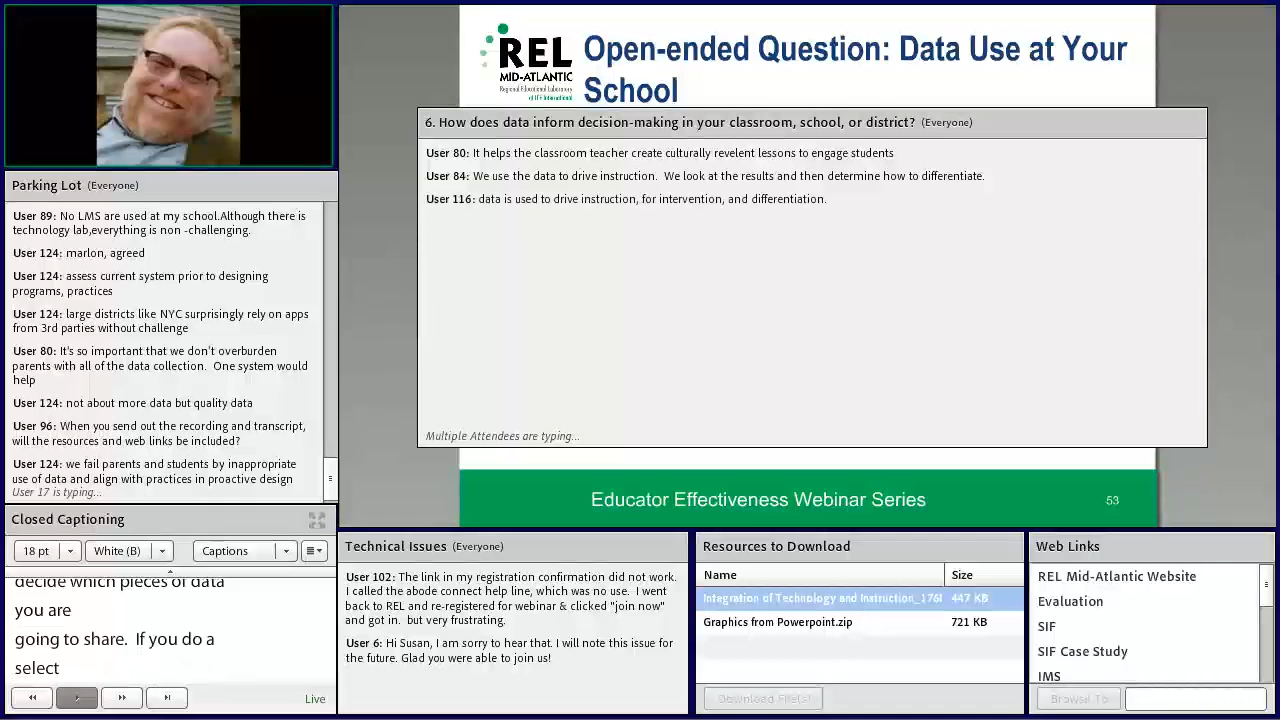 REL
MID-ATLANTIC
Regional Educational Laboratory
at ICF International
Open-ended Question: Data Use at Your
School
6. How does data inform decision-making in your classroom, school, or district? (Everyone)
User 80: It helps the classroom teacher create culturally revelent lessons to engage students
User 84: We use the data to drive instruction.  We look at the results and then determine how to differentiate.
User 116: data is used to drive instruction, for intervention, and differentiation.
Multiple Attendees are typing...
Educator Effectiveness Webinar Series
53
Parking Lot (Everyone)
User 89: No LMS are used at my school.Although there is
technology lab,everything is non -challenging.
User 124: marlon, agreed
User 124: assess current system prior to designing
programs, practices
User 124: large districts like NYC surprisingly rely on apps
from 3rd parties without challenge
User 80: It's so important that we don't overburden
parents with all of the data collection.  One system would
help
User 124: not about more data but quality data
User 96: When you send out the recording and transcript,
will the resources and web links be included?
User 124: we fail parents and students by inappropriate
use of data and align with practices in proactive design
User 17 is typing...
Closed Captioning
18 pt
White (B)
Captions
decide which pieces of data
you are
going to share.  If you do a
select
Live
Technical Issues (Everyone)
User 102: The link in my registration confirmation did not work.
I called the abode connect help line, which was no use.  I went
back to REL and re-registered for webinar & clicked "join now"
and got in.  but very frustrating.
User 6: Hi Susan, I am sorry to hear that. I will note this issue for
the future. Glad you were able to join us!
Resources to Download
Name Size
Integration of Technology and Instruction_ 447 KB
Graphics from Powerpoint.zip 721 KB
Download File(s)
Web Links
REL Mid-Atlantic Website
Evaluation
SIF
SIF Case Study
IMS
Browse To